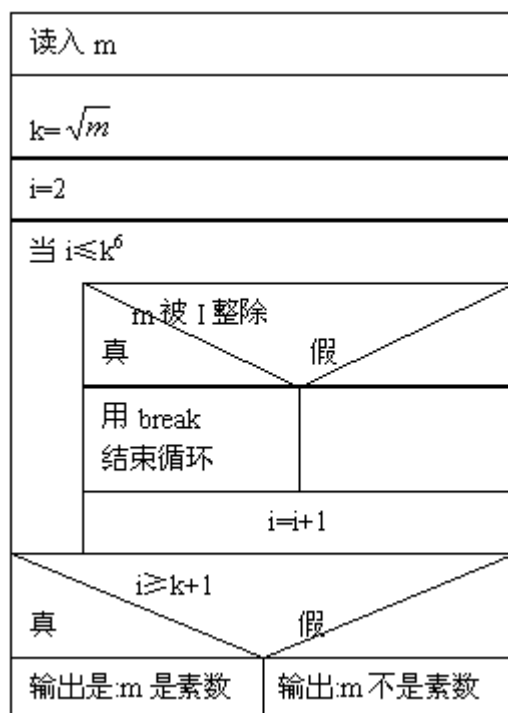 读入 m
k=√m
i=2
当 i≤k⁶
m 被 I 整除
真 假
用 break
结束循环
i=i+1
i≥k+1
真 假
输出是:m 是素数 输出:m 不是素数